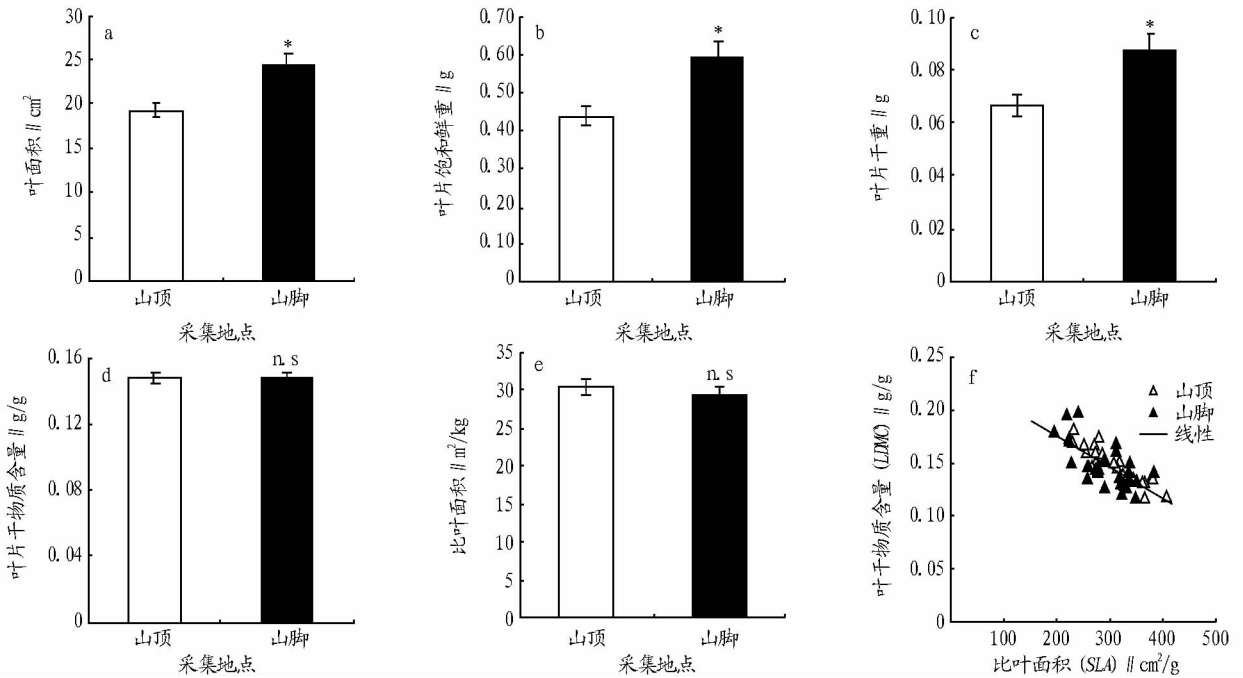 a
30
25
20
15
10
5
0
叶面积∥cm²
*
山顶 山脚
采集地点
b
0.70
0.60
0.50
0.40
0.30
0.20
0.10
0
叶片饱和鲜重∥g
*
山顶 山脚
采集地点
c
0.10
0.08
0.06
0.04
0.02
0
叶片干重∥g
*
山顶 山脚
采集地点
d
0.16
0.12
0.08
0.04
0
叶片干物质含量∥g/g
n.s
山顶 山脚
采集地点
e
35
30
25
20
15
10
5
0
比叶面积∥m²/kg
n.s
山顶 山脚
采集地点
f
0.25
0.20
0.15
0.10
0.05
0
叶干物质含量(LDMC)∥g/g
山顶
山脚
线性
100 200 300 400 500
比叶面积(SLA)∥cm²/g